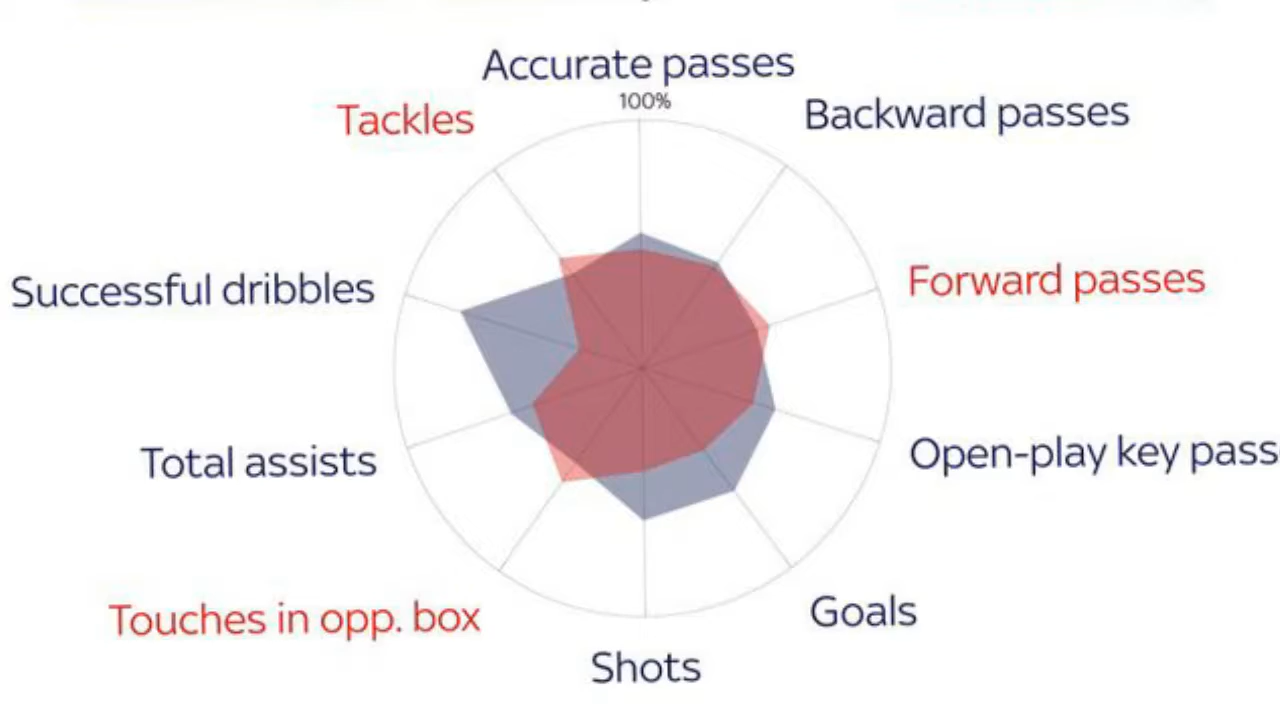 Accurate passes
100%
Tackles
Backward passes
Successful dribbles
Forward passes
Total assists
Open-play key pass
Touches in opp. box
Goals
Shots